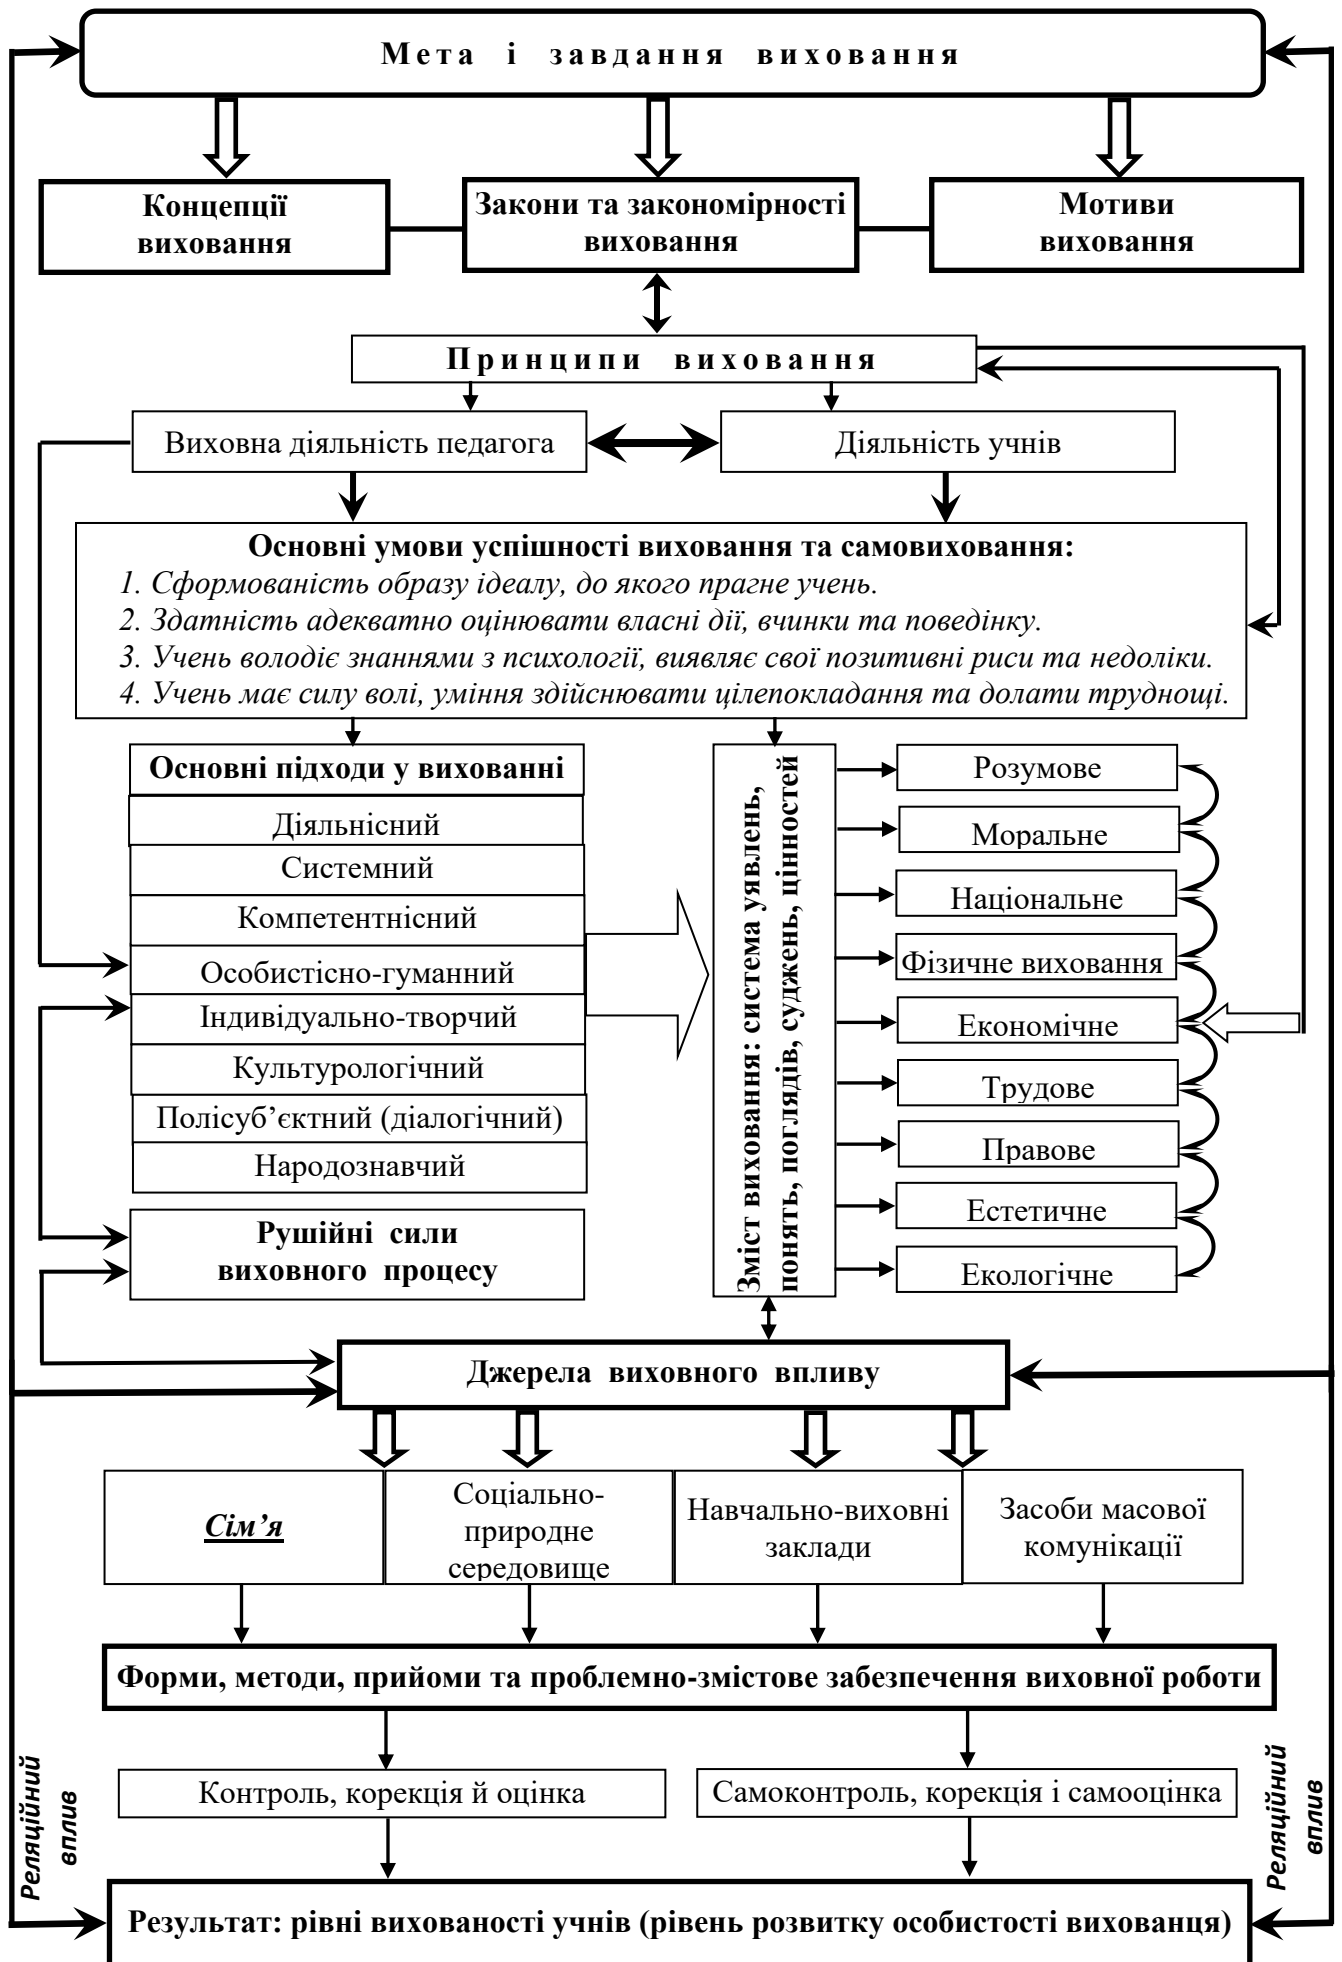 Мета і завдання виховання
Концепції
виховання
Закони та закономірності
виховання
Мотиви
виховання
Принципи виховання
Виховна діяльність педагога
Діяльність учнів
Основні умови успішності виховання та самовиховання:
1. Сформованість образу ідеалу, до якого прагне учень.
2. Здатність адекватно оцінювати власні дії, вчинки та поведінку.
3. Учень володіє знаннями з психології, виявляє свої позитивні риси та недоліки.
4. Учень має силу волі, уміння здійснювати цілепокладання та долати труднощі.
Основні підходи у вихованні
Діяльнісний
Системний
Компетентнісний
Особистісно-гуманний
Індивідуально-творчий
Культурологічний
Полісуб’єктний (діалогічний)
Народознавчий
Рушійні сили
виховного процесу
Зміст виховання: система уявлень,
понять, поглядів, суджень, цінностей
Розумове
Моральне
Національне
Фізичне виховання
Економічне
Трудове
Правове
Естетичне
Екологічне
Джерела виховного впливу
Сім’я
Соціально-
природне
середовище
Навчально-виховні
заклади
Засоби масової
комунікації
Форми, методи, прийоми та проблемно-змістове забезпечення виховної роботи
Контроль, корекція й оцінка
Самоконтроль, корекція і самооцінка
Реляційний
вплив
Реляційний
вплив
Результат: рівні вихованості учнів (рівень розвитку особистості вихованця)